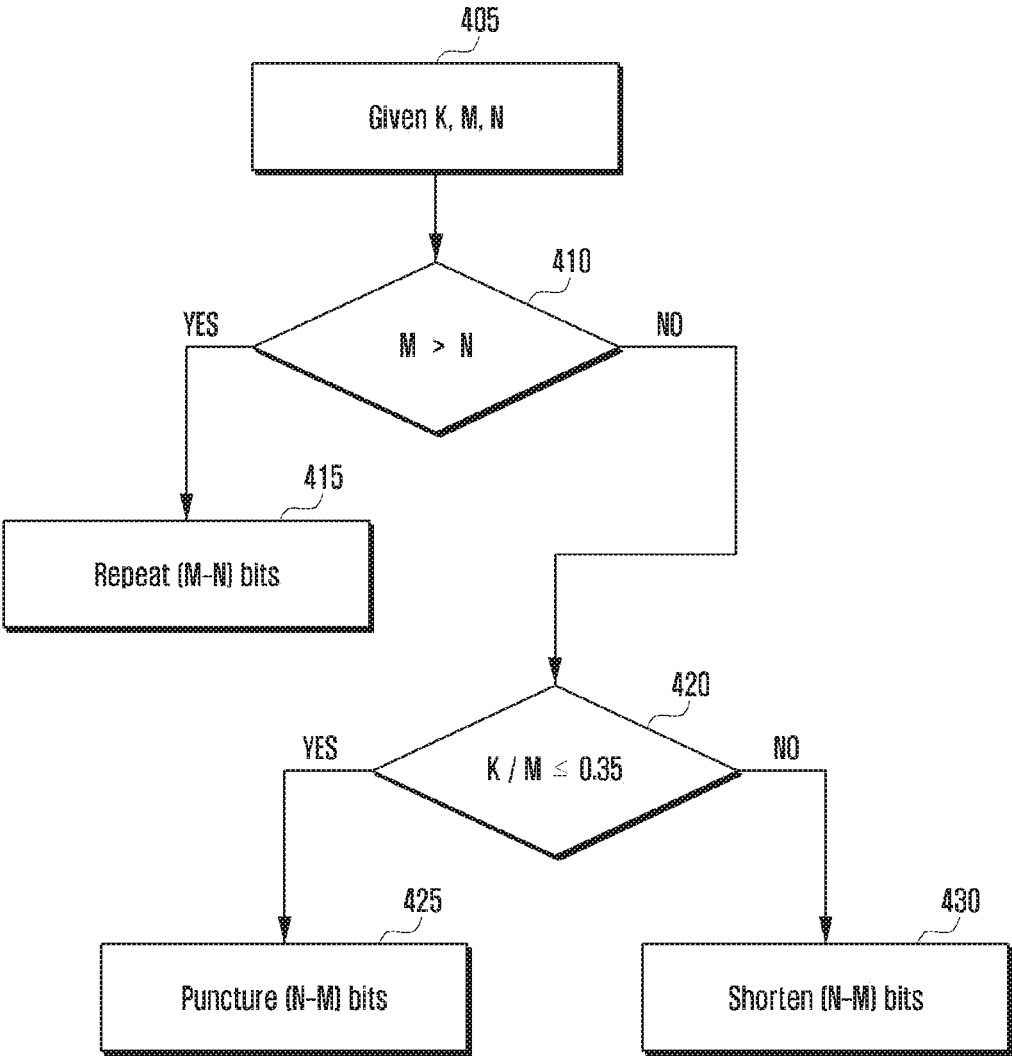 405
Given K, M, N
410
YES
NO
M > N
415
Repeat (M-N) bits
420
YES
NO
K / M ≤ 0.35
425
430
Puncture (N-M) bits
Shorten (N-M) bits